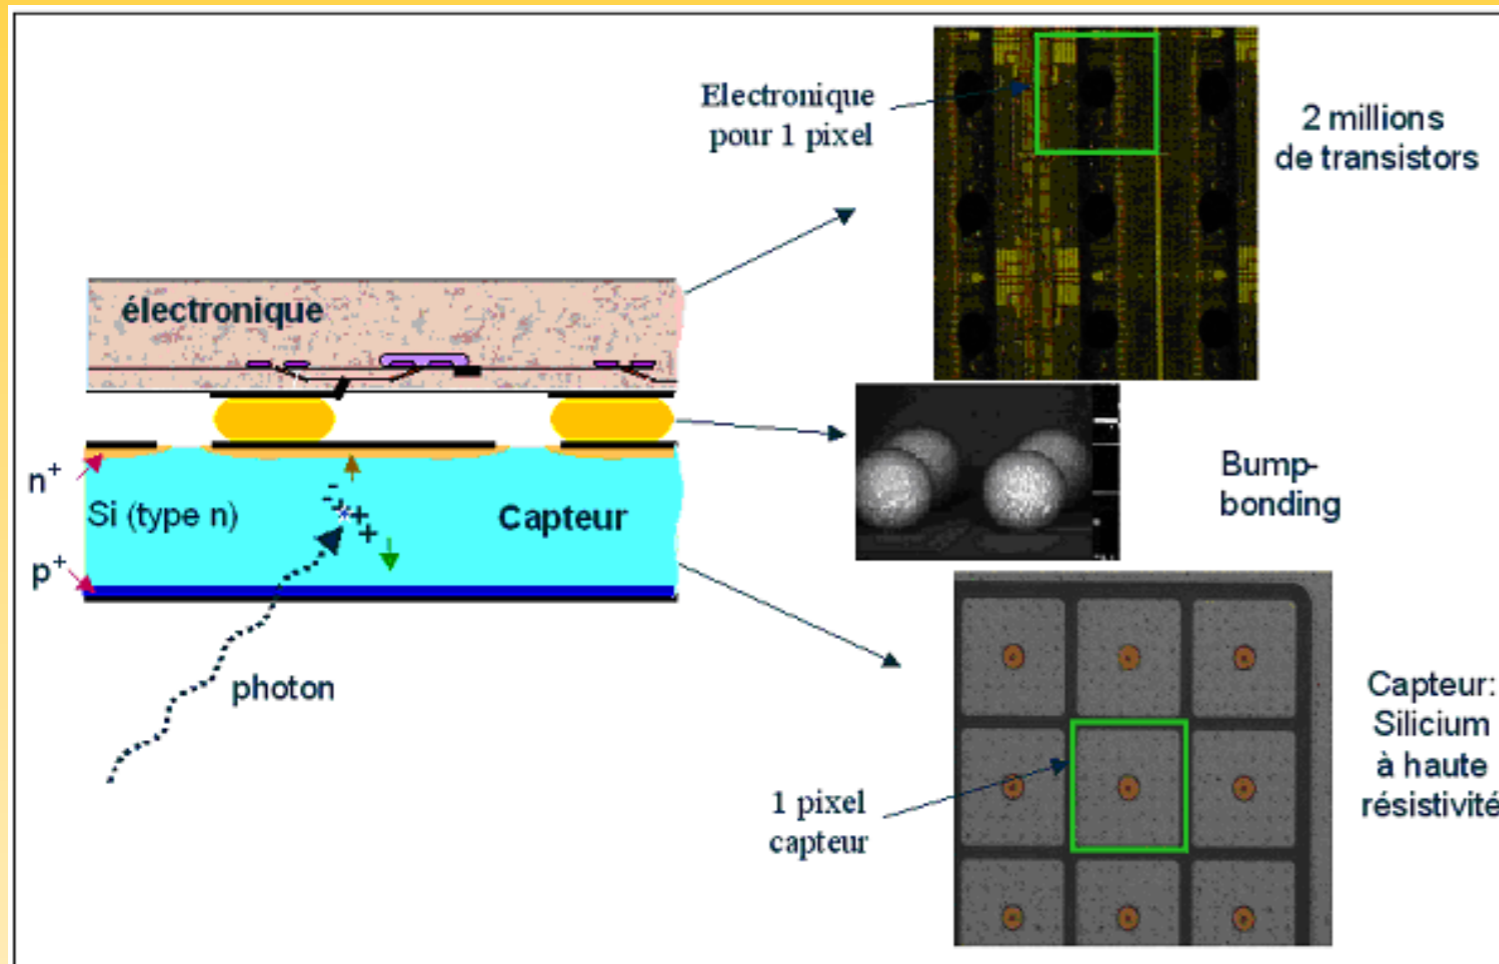 Electronique
pour 1 pixel
2 millions
de transistors
électronique
n+
Si (type n)
Capteur
p+
photon
Bump-
bonding
1 pixel
capteur
Capteur:
Silicium
à haute
résistivité